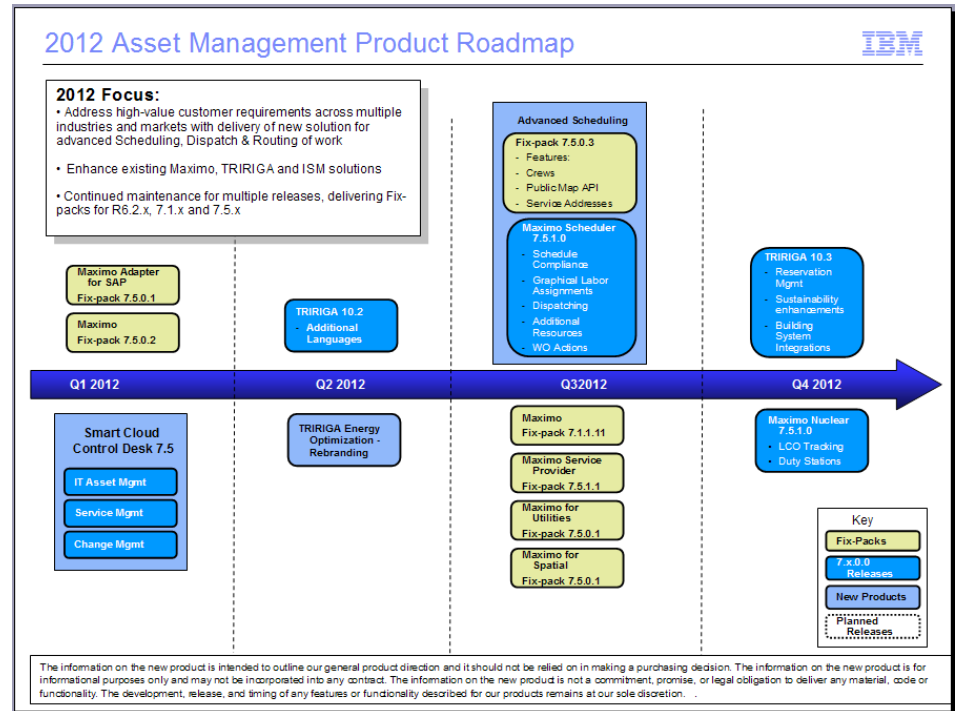 2012 Asset Management Product Roadmap
IBM
2012 Focus:
• Address high-value customer requirements across multiple
industries and markets with delivery of new solution for
advanced Scheduling, Dispatch & Routing of work
• Enhance existing Maximo, TRIRIGA and ISM solutions
• Continued maintenance for multiple releases, delivering Fix-
packs for R6.2.x, 7.1.x and 7.5.x
Maximo Adapter
for SAP
Fix-pack 7.5.0.1
Maximo
Fix-pack 7.5.0.2
TRIRIGA 10.2
- Additional
Languages
Advanced Scheduling
Fix-pack 7.5.0.3
- Features:
- Crews
- Public Map API
- Service Addresses
Maximo Scheduler
7.5.1.0
- Schedule
Compliance
- Graphical Labor
Assignments
- Dispatching
- Additional
Resources
- WO Actions
TRIRIGA 10.3
- Reservation
Mgmt
- Sustainability
enhancements
- Building
System
Integrations
Q1 2012
Q2 2012
Q32012
Q4 2012
Smart Cloud
Control Desk 7.5
IT Asset Mgmt
Service Mgmt
Change Mgmt
TRIRIGA Energy
Optimization -
Rebranding
Maximo
Fix-pack 7.1.1.11
Maximo Service
Provider
Fix-pack 7.5.1.1
Maximo for
Utilities
Fix-pack 7.5.0.1
Maximo for
Spatial
Fix-pack 7.5.0.1
Maximo Nuclear
7.5.1.0
- LCO Tracking
- Duty Stations
Key
Fix-Packs
7.x.0.0
Releases
New Products
Planned
Releases
The information on the new product is intended to outline our general product direction and it should not be relied on in making a purchasing decision. The information on the new product is for
informational purposes only and may not be incorporated into any contract. The information on the new product is not a commitment, promise, or legal obligation to deliver any material, code or
functionality. The development, release, and timing of any features or functionality described for our products remains at our sole discretion. .